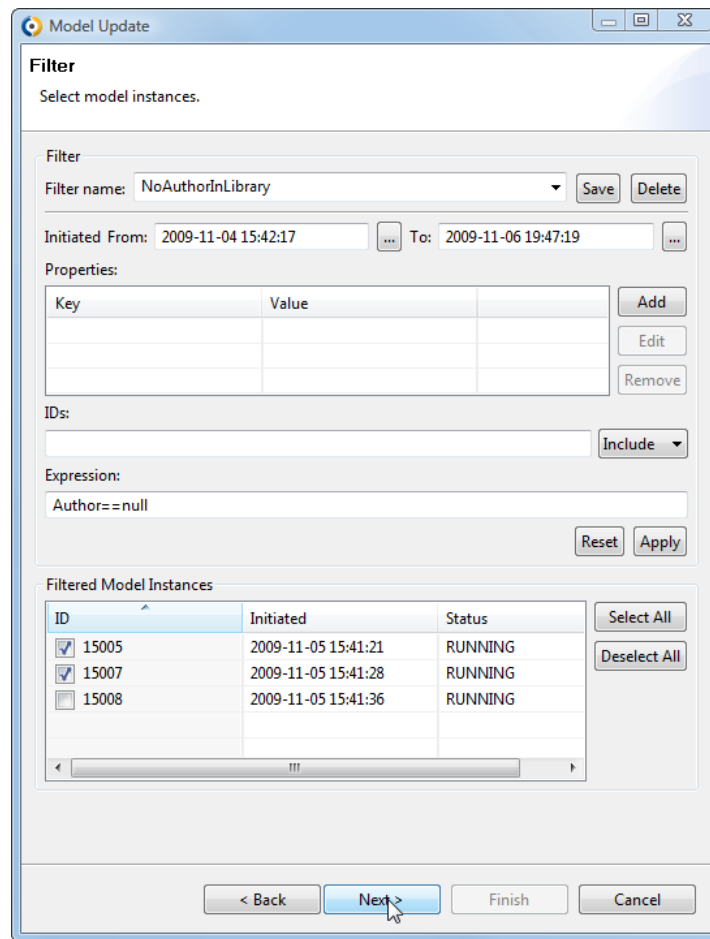 Model Update
Filter
Select model instances.
Filter
Filter name: NoAuthorInLibrary Save Delete
Initiated From: 2009-11-04 15:42:17 ... To: 2009-11-06 19:47:19 ...
Properties:
Key Value Add
Edit
Remove
IDs:
Include
Expression:
Author==null
Reset Apply
Filtered Model Instances
ID Initiated Status Select All
15005 2009-11-05 15:41:21 RUNNING
Deselect All
15007 2009-11-05 15:41:28 RUNNING
15008 2009-11-05 15:41:36 RUNNING
< Back Next > Finish Cancel